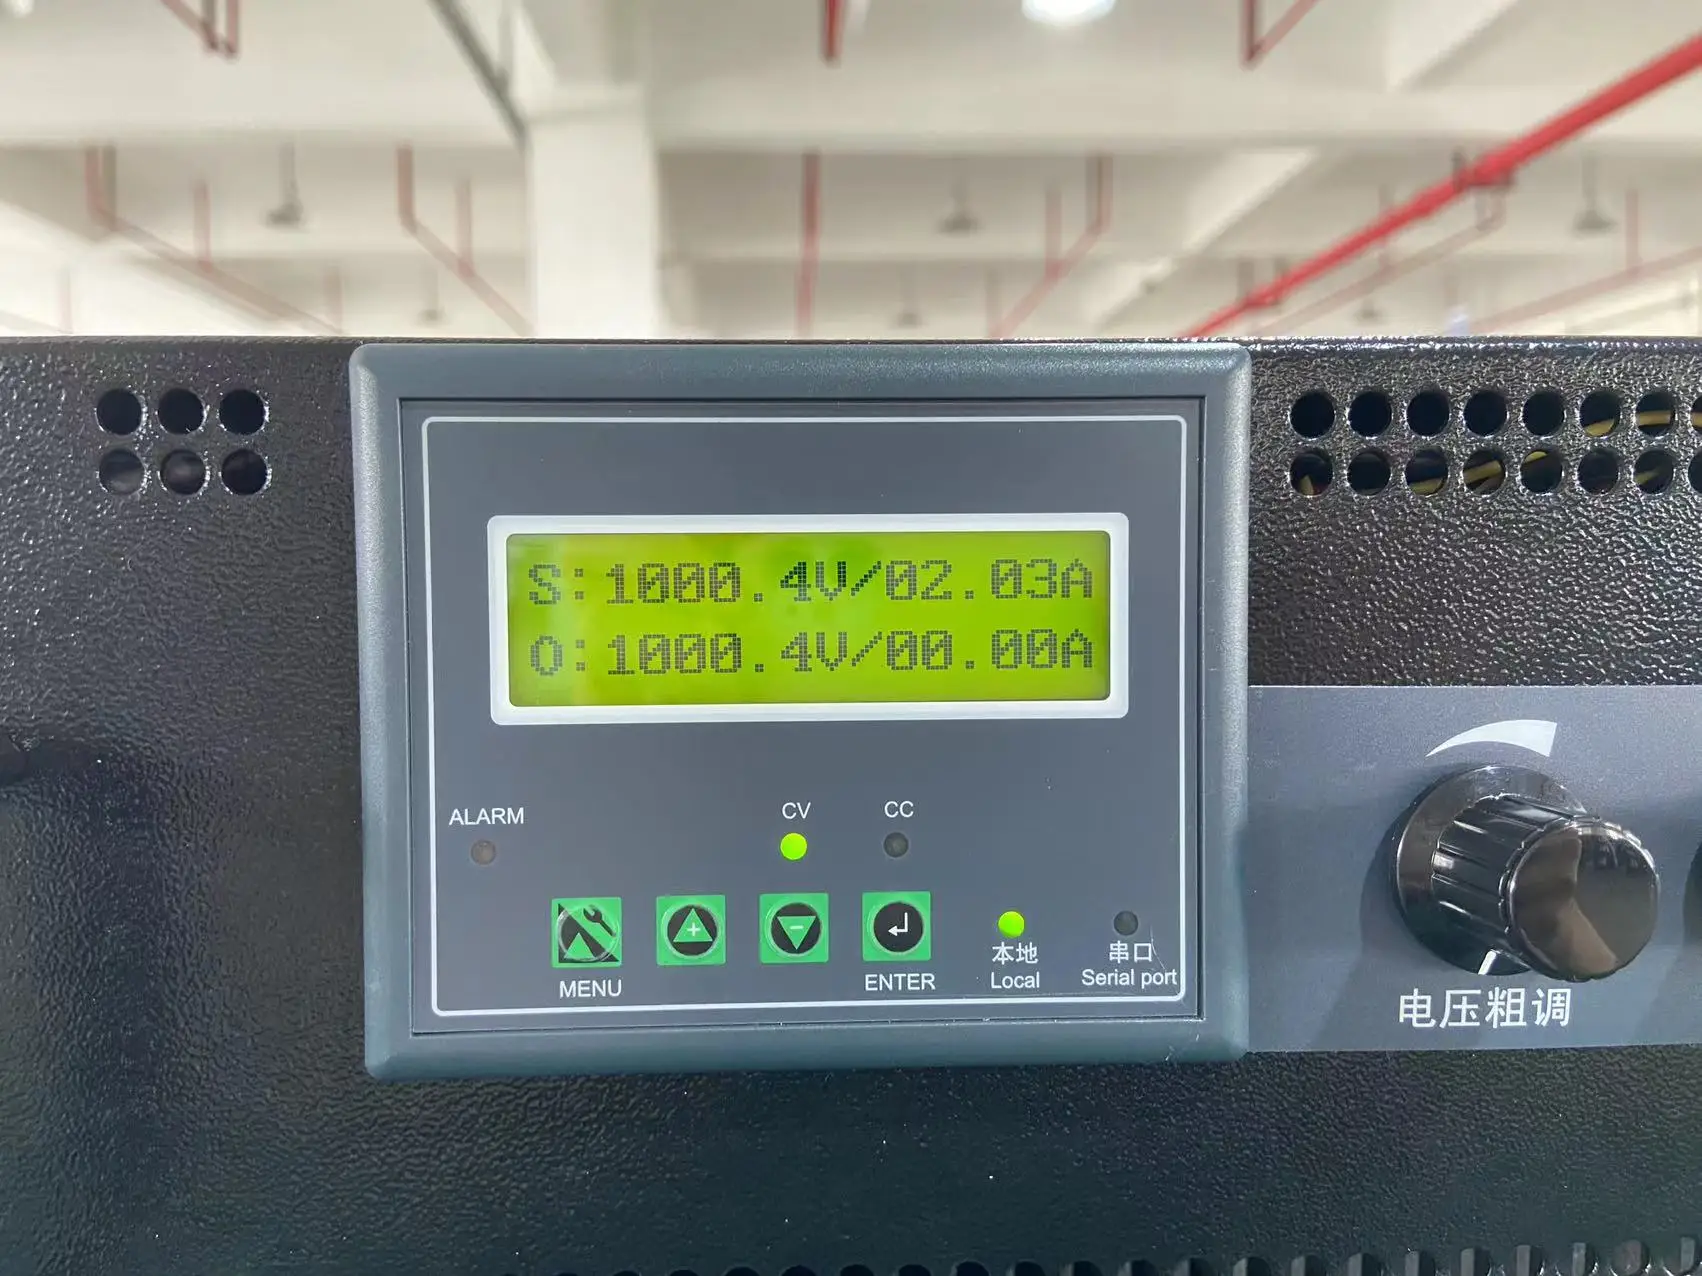 S:1000.4V/02.03A
O:1000.4V/00.00A
ALARM
CV
CC
MENU
ENTER
本地
Local
串口
Serial port
电压粗调